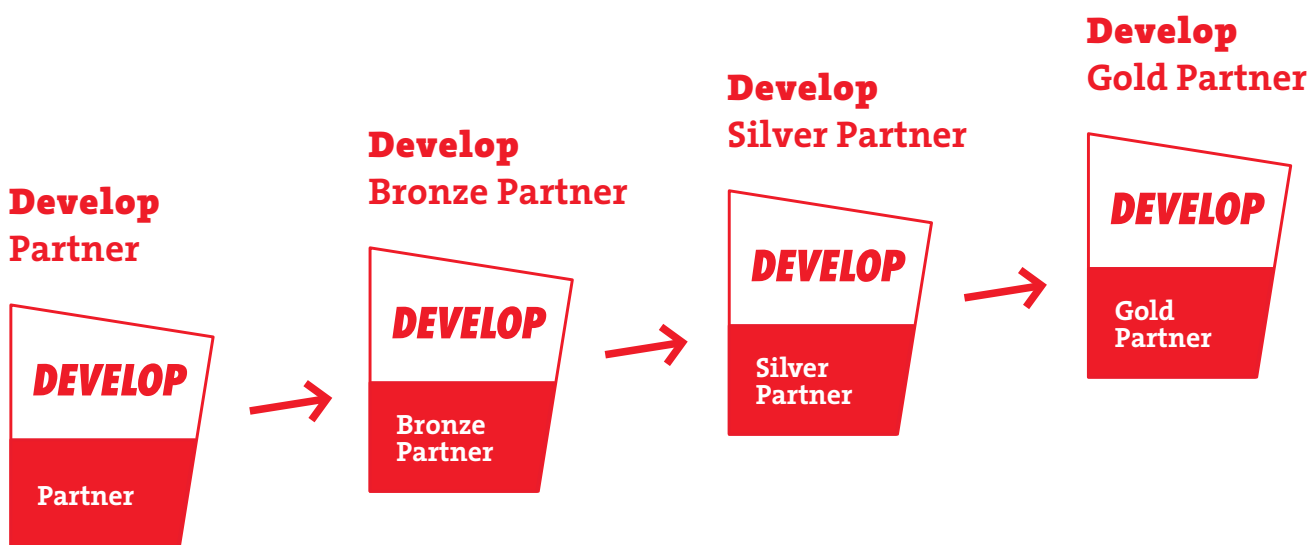 Develop
Partner
DEVELOP
Partner
Develop
Bronze Partner
DEVELOP
Bronze
Partner
Develop
Silver Partner
DEVELOP
Silver
Partner
Develop
Gold Partner
DEVELOP
Gold
Partner